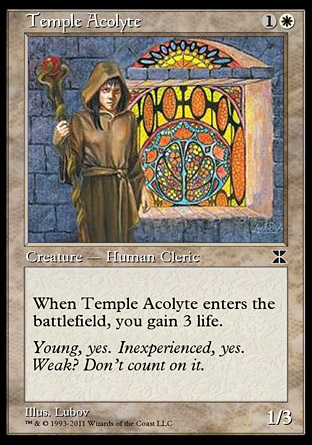 Temple Acolyte 1
Creature — Human Cleric
When Temple Acolyte enters the
battlefield, you gain 3 life.
Young, yes. Inexperienced, yes.
Weak? Don't count on it.
Illus. Lubov
™ & © 1993-2011 Wizards of the Coast LLC
1/3